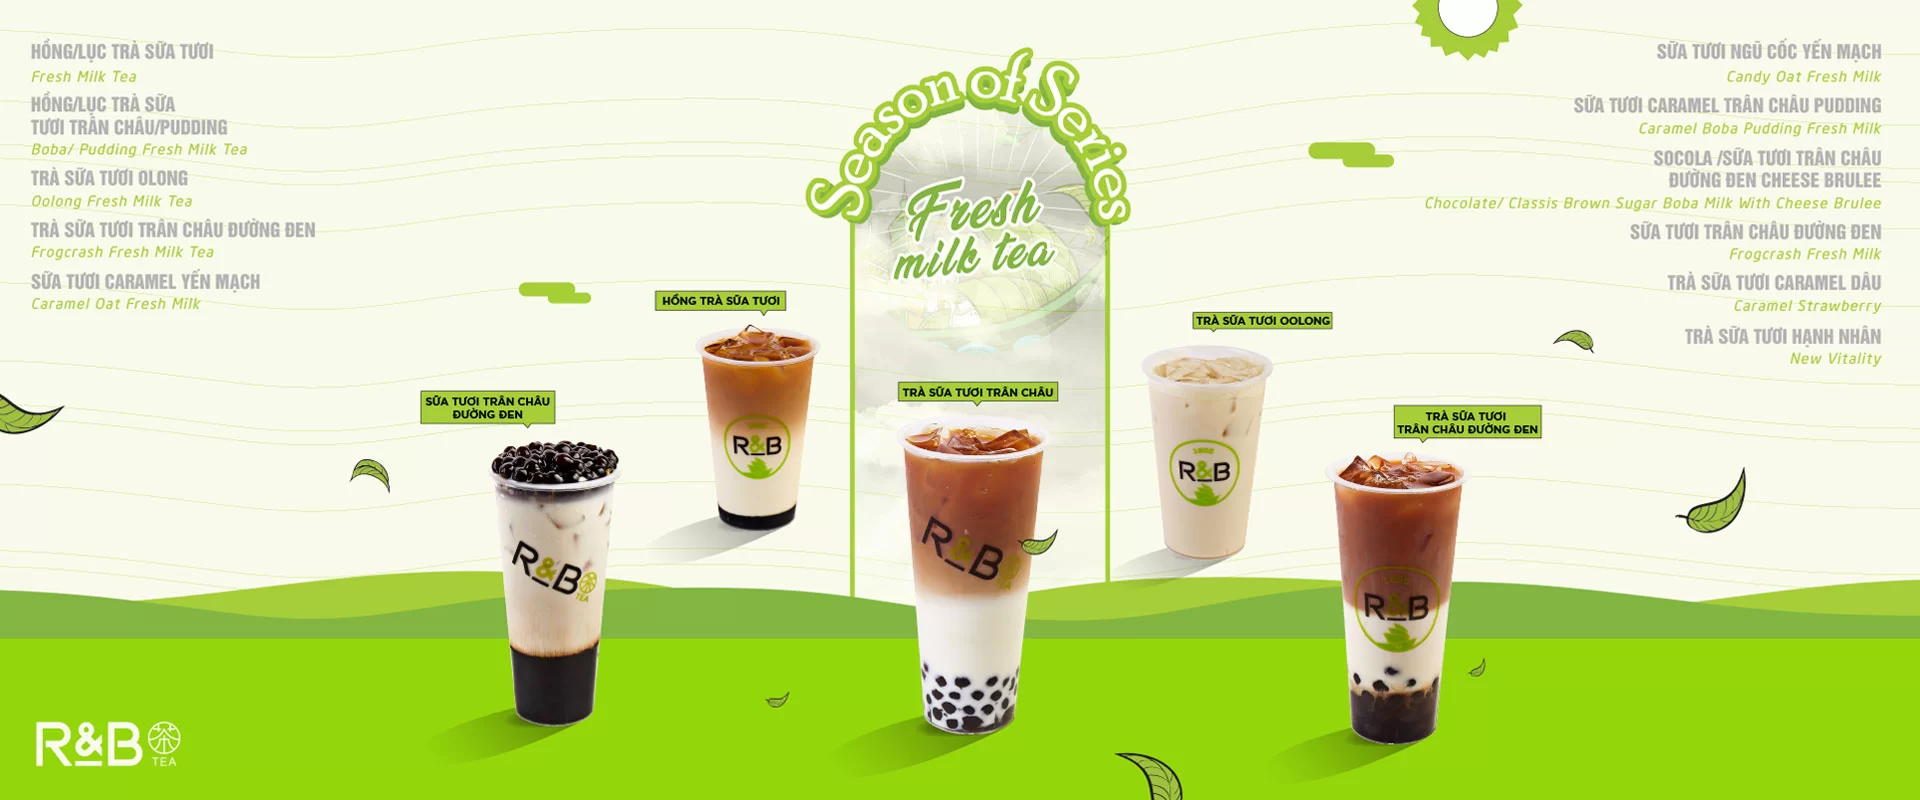 HỒNG/LỤC TRÀ SỮA TƯƠI
Fresh Milk Tea
HỒNG/LỤC TRÀ SỮA
TƯƠI TRÂN CHÂU/PUDDING
Boba/ Pudding Fresh Milk Tea
TRÀ SỮA TƯƠI OLONG
Oolong Fresh Milk Tea
TRÀ SỮA TƯƠI TRÂN CHÂU ĐƯỜNG ĐEN
Frogcrash Fresh Milk Tea
SỮA TƯƠI CARAMEL YẾN MẠCH
Caramel Oat Fresh Milk
Season of Series
Fresh
milk tea
SỮA TƯƠI NGŨ CỐC YẾN MẠCH
Candy Oat Fresh Milk
SỮA TƯƠI CARAMEL TRÂN CHÂU PUDDING
Caramel Boba Pudding Fresh Milk
SOCOLA /SỮA TƯƠI TRÂN CHÂU
ĐƯỜNG ĐEN CHEESE BRULEE
Chocolate/ Classis Brown Sugar Boba Milk With Cheese Brulee
SỮA TƯƠI TRÂN CHÂU ĐƯỜNG ĐEN
Frogcrash Fresh Milk
TRÀ SỮA TƯƠI CARAMEL DÂU
Caramel Strawberry
TRÀ SỮA TƯƠI HẠNH NHÂN
New Vitality
SỮA TƯƠI TRÂN CHÂU
ĐƯỜNG ĐEN
R&B
TEA
HỒNG TRÀ SỮA TƯƠI
R&B
TRÀ SỮA TƯƠI TRÂN CHÂU
R&B
TRÀ SỮA TƯƠI OOLONG
R&B
TRÀ SỮA TƯƠI
TRÂN CHÂU ĐƯỜNG ĐEN
R&B
R&B
TEA